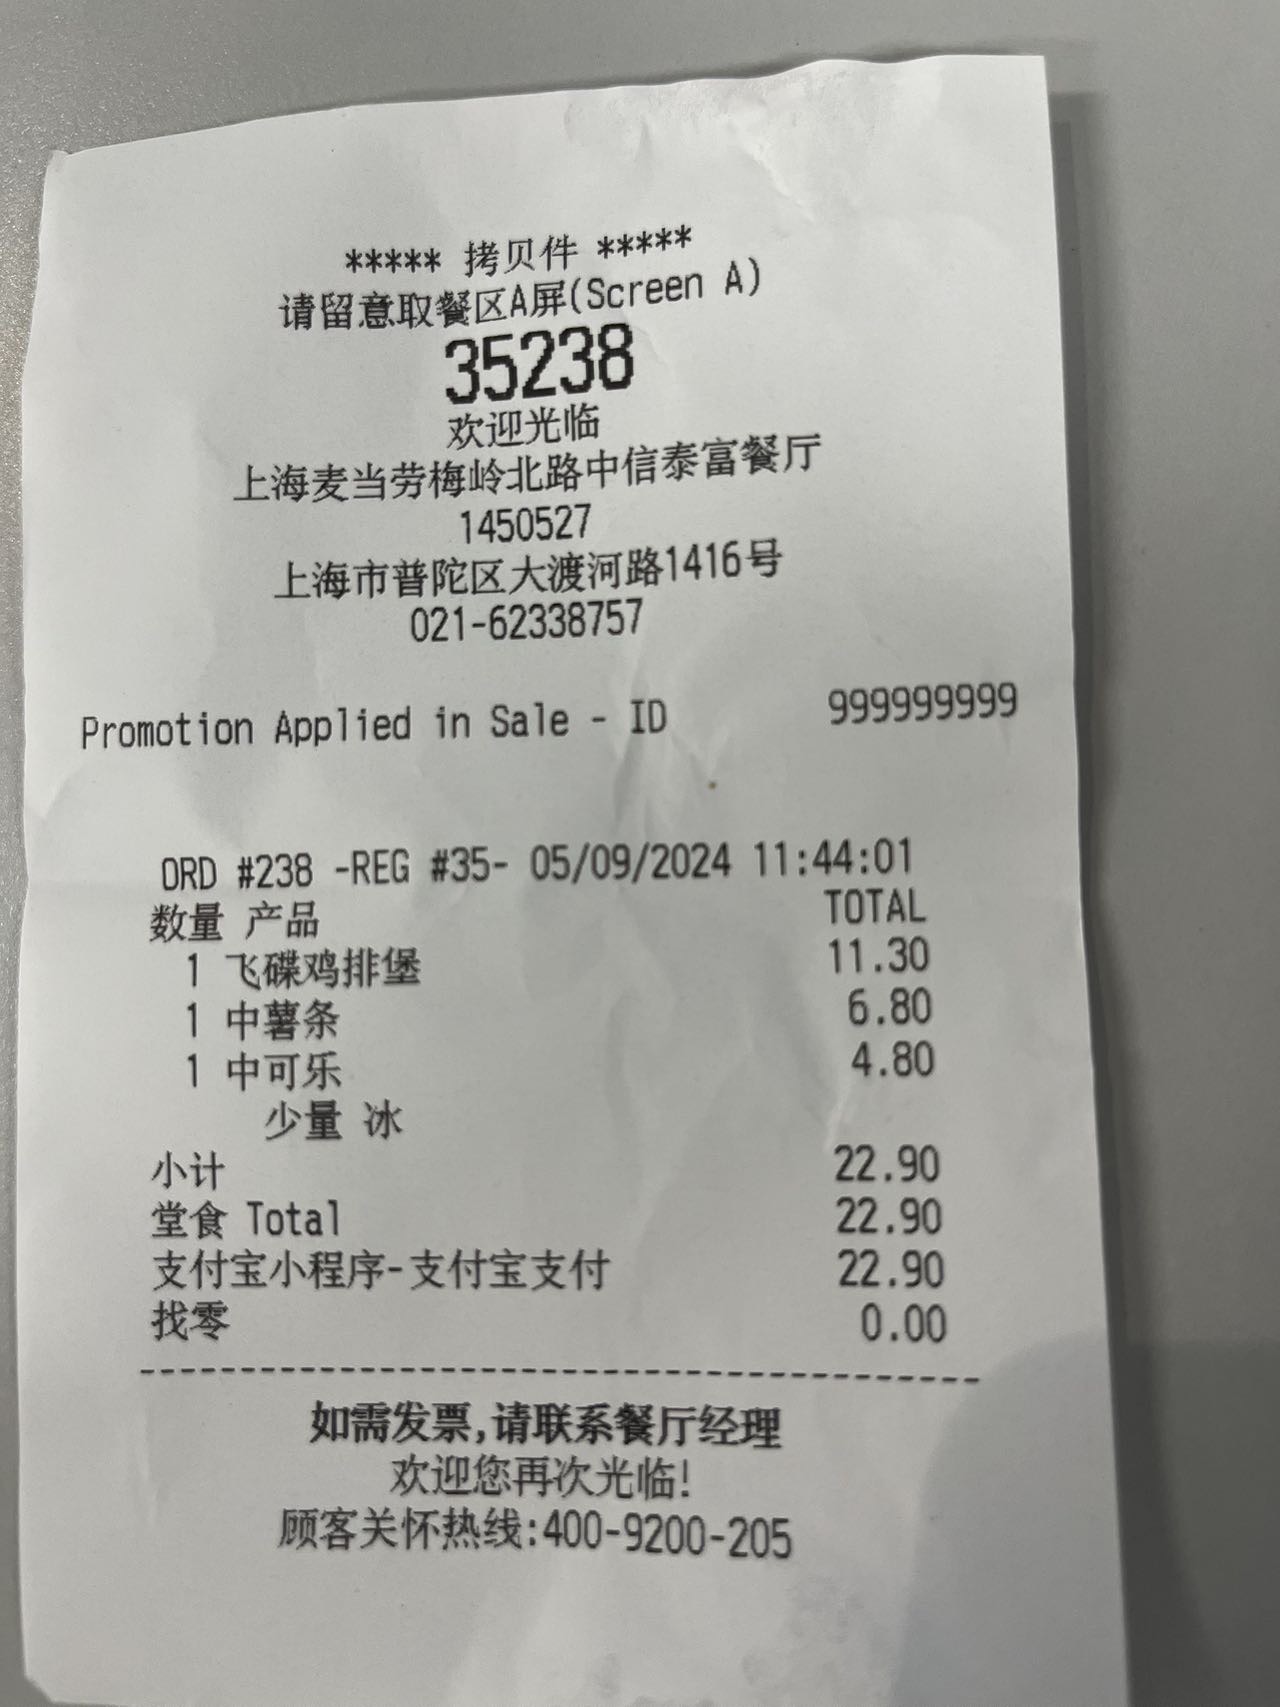 ***** 拷贝件 *****
请留意取餐区A屏(Screen A)
35238
欢迎光临
上海麦当劳梅岭北路中信泰富餐厅
1450527
上海市普陀区大渡河路1416号
021-62338757
Promotion Applied in Sale - ID 999999999
ORD #238 -REG #35- 05/09/2024 11:44:01
数量 产品 TOTAL
1 飞碟鸡排堡 11.30
1 中薯条 6.80
1 中可乐 4.80
少量 冰
小计 22.90
堂食 Total 22.90
支付宝小程序-支付宝支付 22.90
找零 0.00
如需发票,请联系餐厅经理
欢迎您再次光临!
顾客关怀热线:400-9200-205